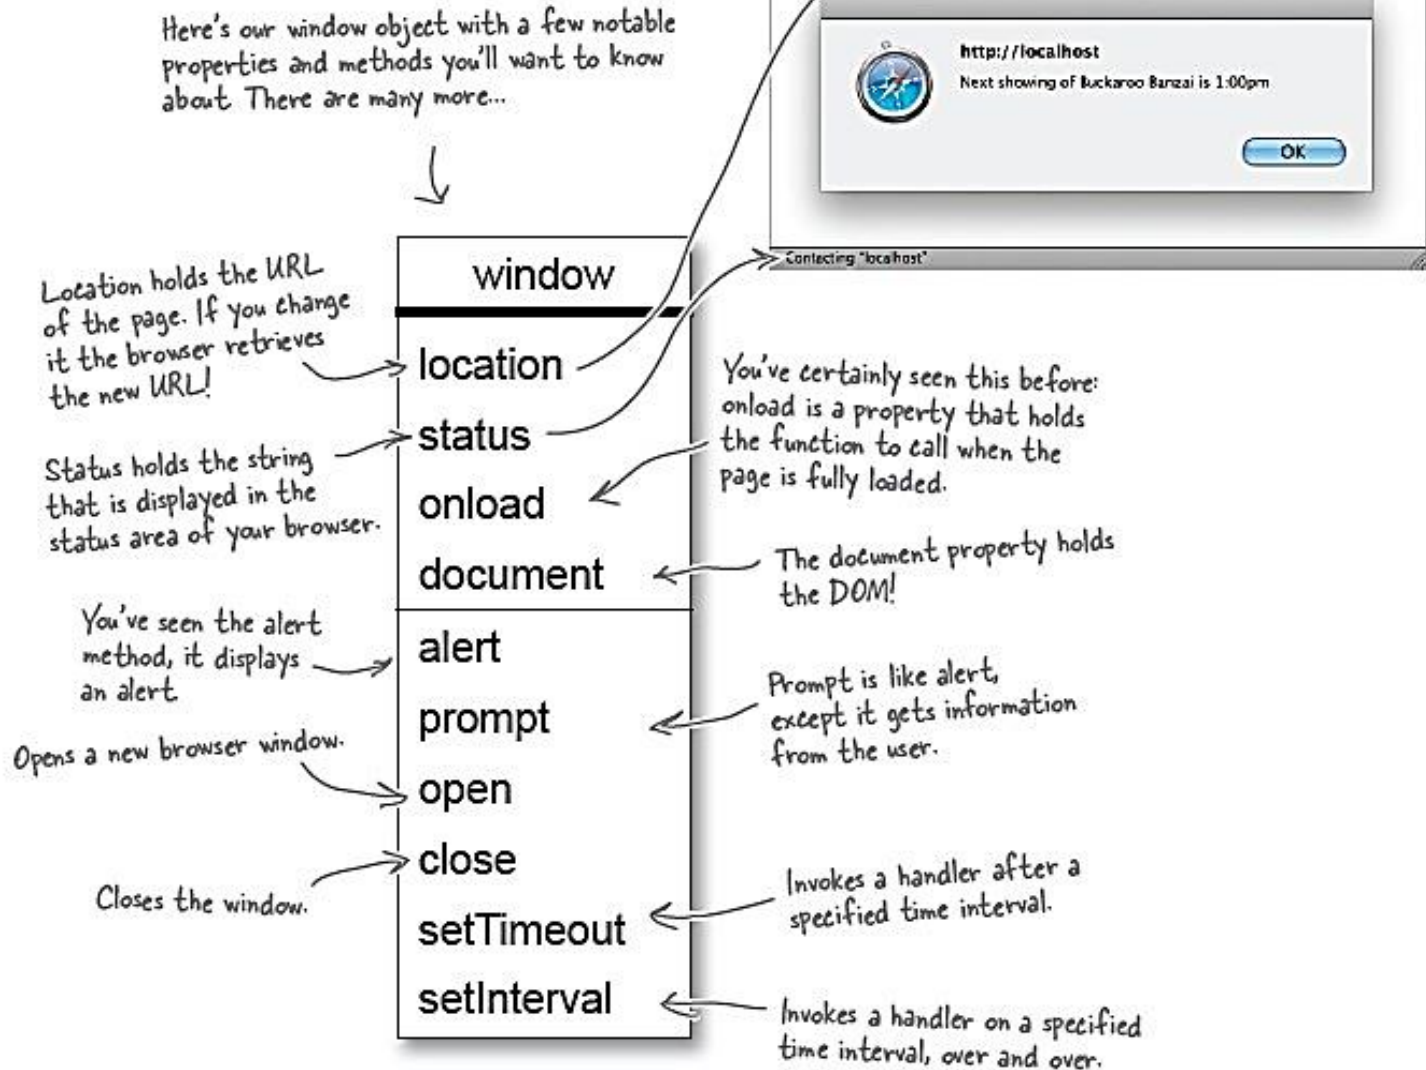 Here's our window object with a few notable
properties and methods you'll want to know
about. There are many more...
http://localhost
Next showing of Buckaroo Banzai is 1:00pm
OK
Contacting "localhost"
window
Location holds the URL
of the page. If you change
it the browser retrieves
the new URL!
location
Status holds the string
that is displayed in the
status area of your browser.
status
You've certainly seen this before:
onload is a property that holds
the function to call when the
page is fully loaded.
onload
The document property holds
the DOM!
document
You've seen the alert
method, it displays
an alert.
alert
Prompt is like alert,
except it gets information
from the user.
prompt
Opens a new browser window.
open
Closes the window.
close
Invokes a handler after a
specified time interval.
setTimeout
Invokes a handler on a specified
time interval, over and over.
setInterval